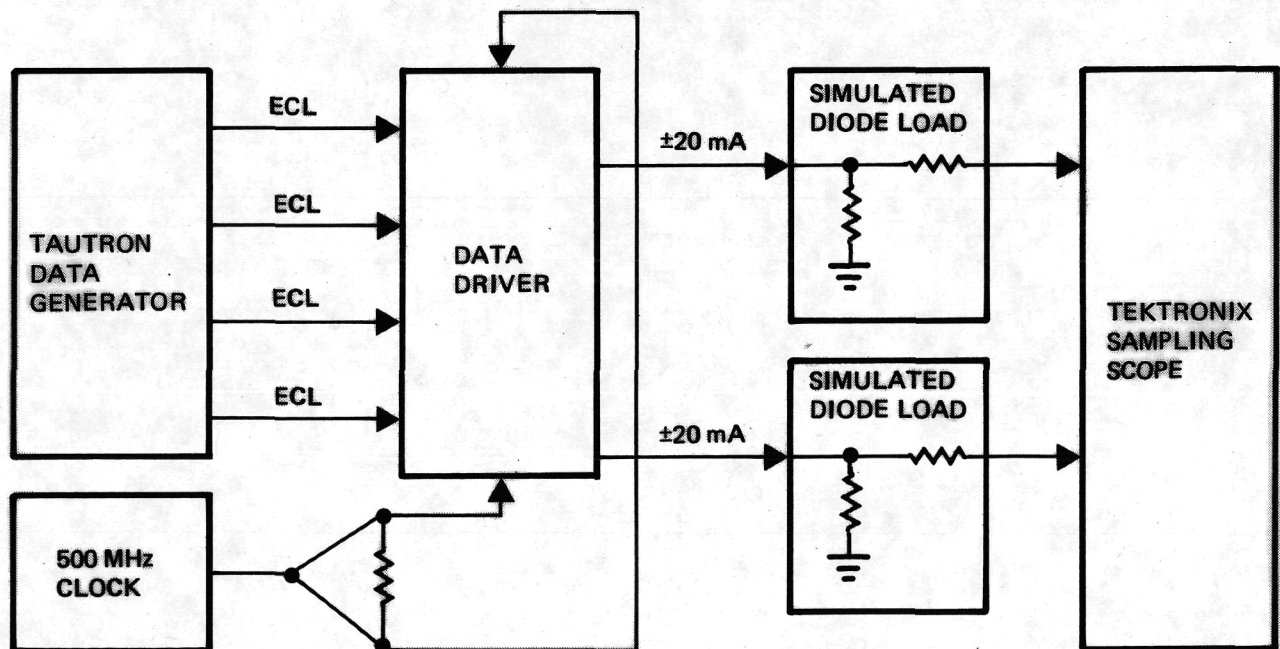 TAUTRON
DATA
GENERATOR
ECL
ECL
ECL
ECL
DATA
DRIVER
500 MHz
CLOCK
±20 mA
±20 mA
SIMULATED
DIODE LOAD
SIMULATED
DIODE LOAD
TEKTRONIX
SAMPLING
SCOPE